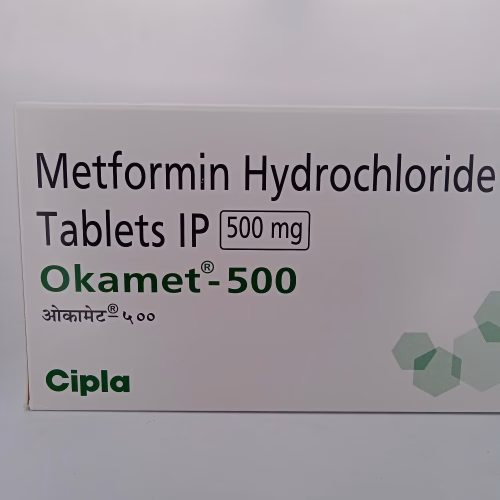 Metformin Hydrochloride
Tablets IP 500 mg
Okamet®-500
ओकामेट®-५००
Cipla